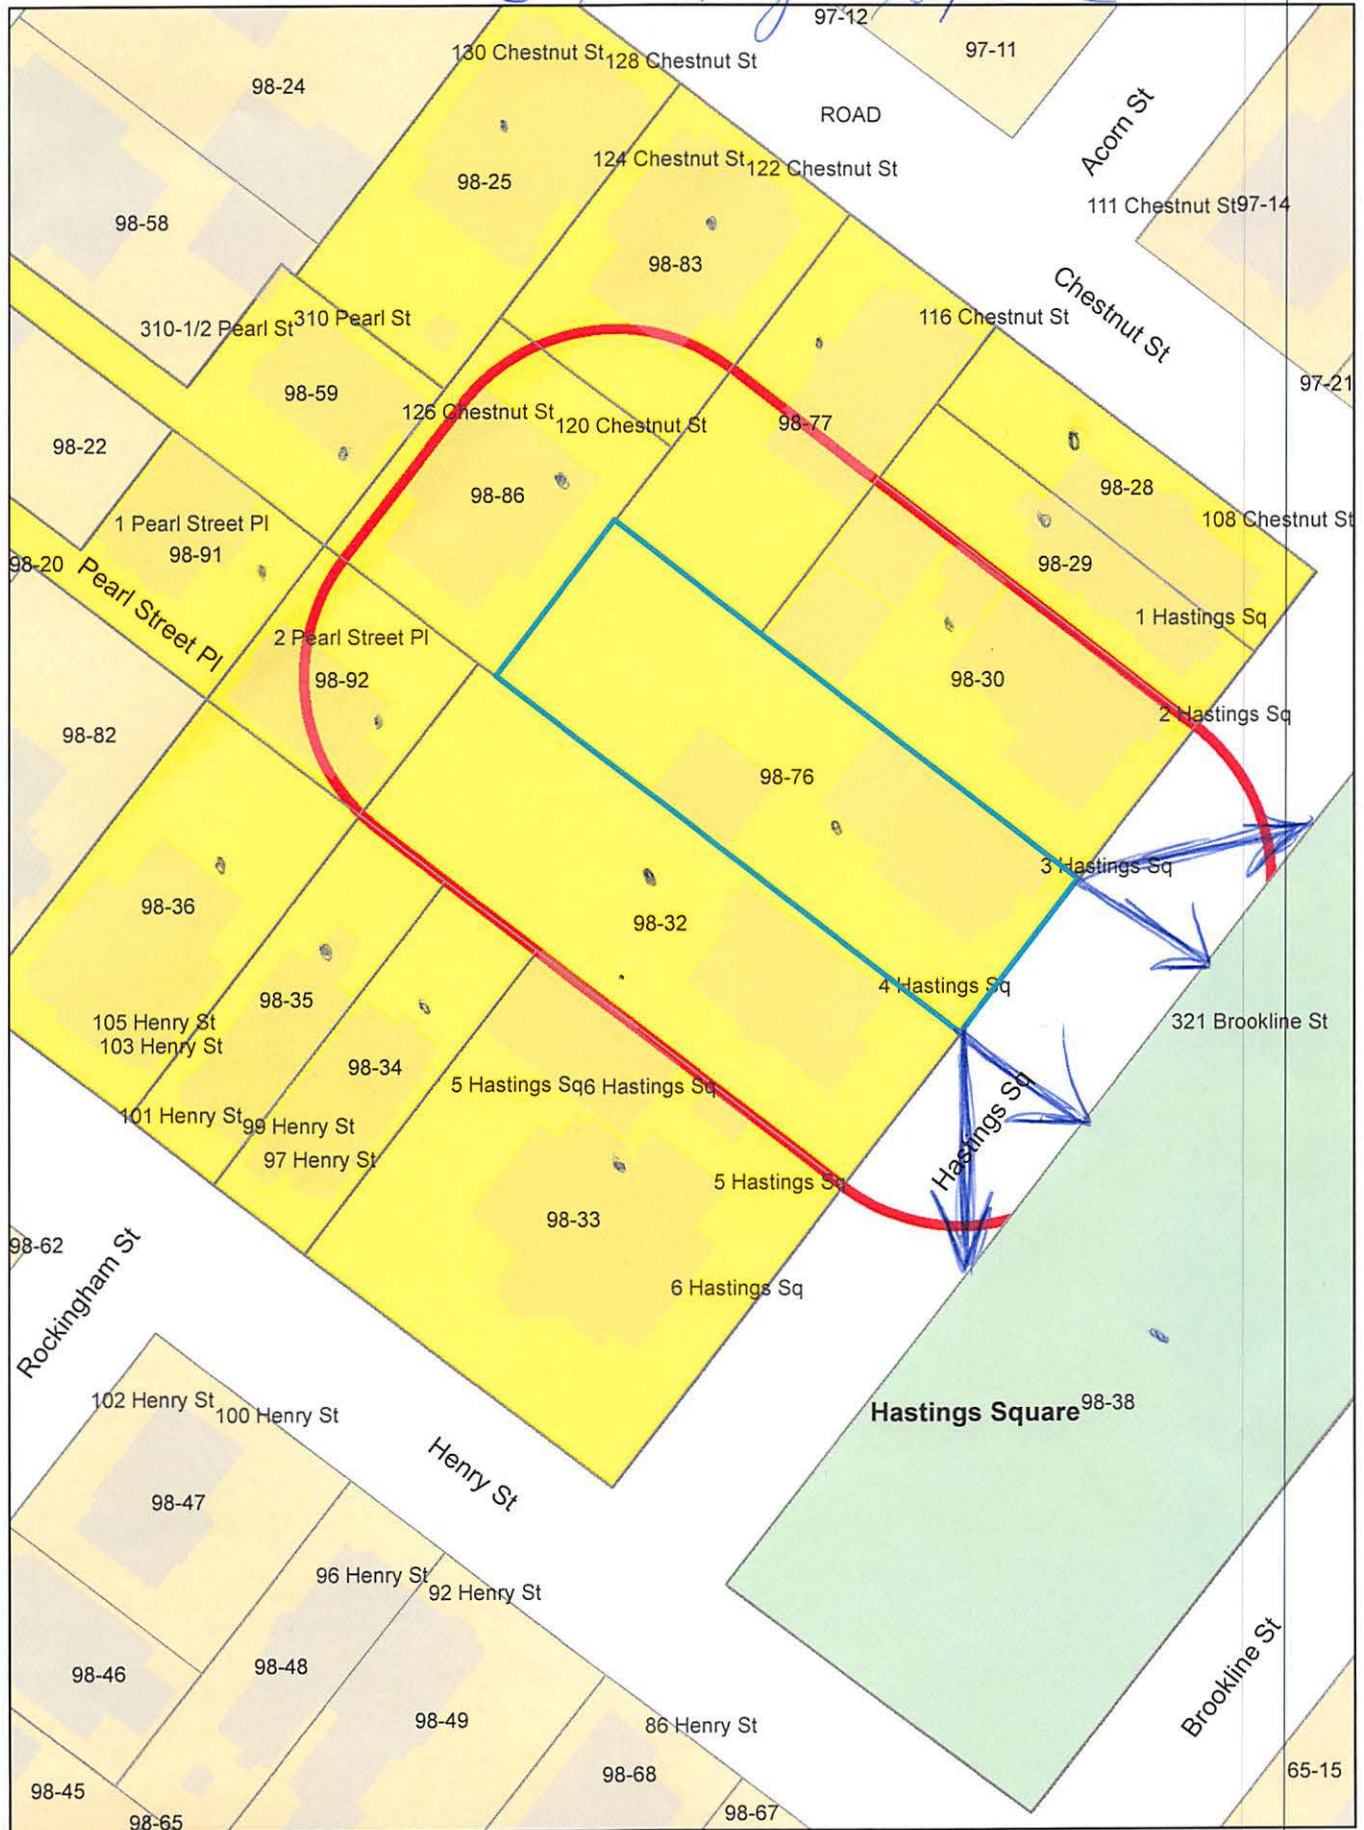 97-12
97-11
98-24
130 Chestnut St
128 Chestnut St
ROAD
Acorn St
124 Chestnut St
122 Chestnut St
98-25
111 Chestnut St
97-14
98-58
98-83
Chestnut St
310-1/2 Pearl St
310 Pearl St
116 Chestnut St
97-21
98-59
126 Chestnut St
120 Chestnut St
98-77
98-22
98-86
98-28
1 Pearl Street Pl
108 Chestnut St
98-91
98-20
Pearl Street Pl
98-29
1 Hastings Sq
2 Pearl Street Pl
98-92
98-30
2 Hastings Sq
98-82
98-76
3 Hastings Sq
98-36
98-32
4 Hastings Sq
98-35
105 Henry St
103 Henry St
321 Brookline St
98-34
5 Hastings Sq
6 Hastings Sq
Hastings Sq
101 Henry St
99 Henry St
97 Henry St
5 Hastings Sq
98-33
98-62
Rockingham St
6 Hastings Sq
102 Henry St
100 Henry St
Hastings Square
98-38
Henry St
98-47
96 Henry St
92 Henry St
98-46
98-48
Brookline St
98-49
86 Henry St
98-68
65-15
98-45
98-65
98-67